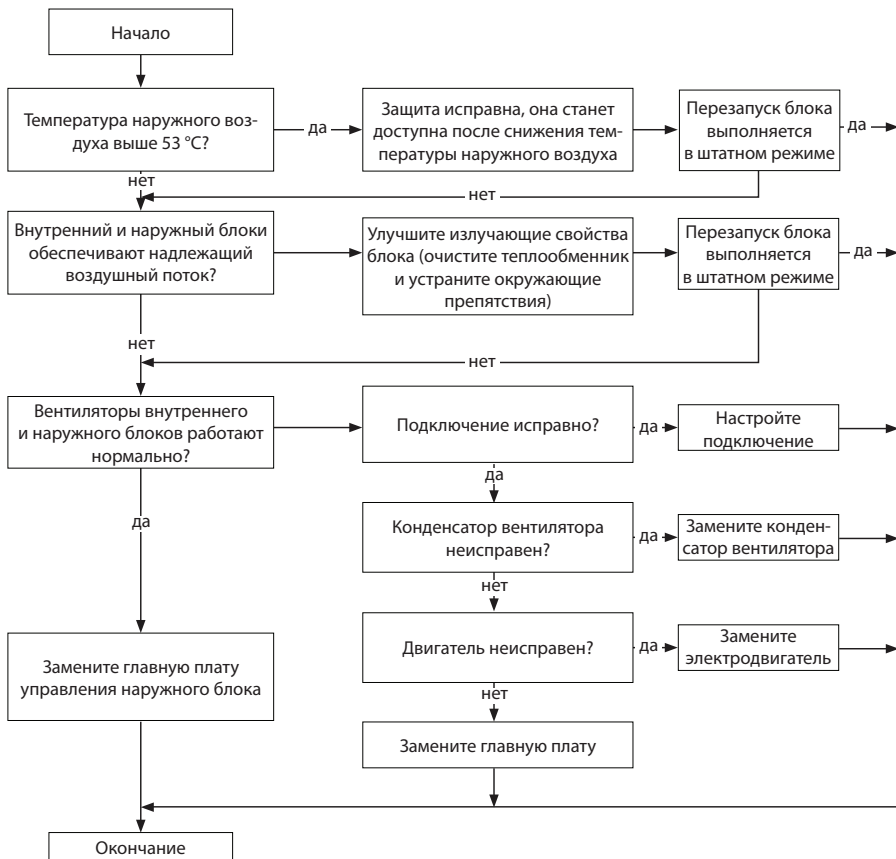 Начало
Температура наружного воз-
духа выше 53 °C?
да
Защита исправна, она станет
доступна после снижения тем-
пературы наружного воздуха
Перезапуск блока
выполняется
в штатном режиме
да
нет
нет
Внутренний и наружный блоки
обеспечивают надлежащий
воздушный поток?
Улучшите излучающие свойства
блока (очистите теплообменник
и устраните окружающие
препятствия)
Перезапуск блока
выполняется
в штатном режиме
да
нет
нет
Вентиляторы внутреннего
и наружного блоков работают
нормально?
Подключение исправно?
да
Настройте
подключение
да
да
Конденсатор вентилятора
неисправен?
да
Замените конден-
сатор вентилятора
нет
Замените главную плату
управления наружного блока
Двигатель неисправен?
да
Замените
электродвигатель
нет
Замените главную плату
Окончание